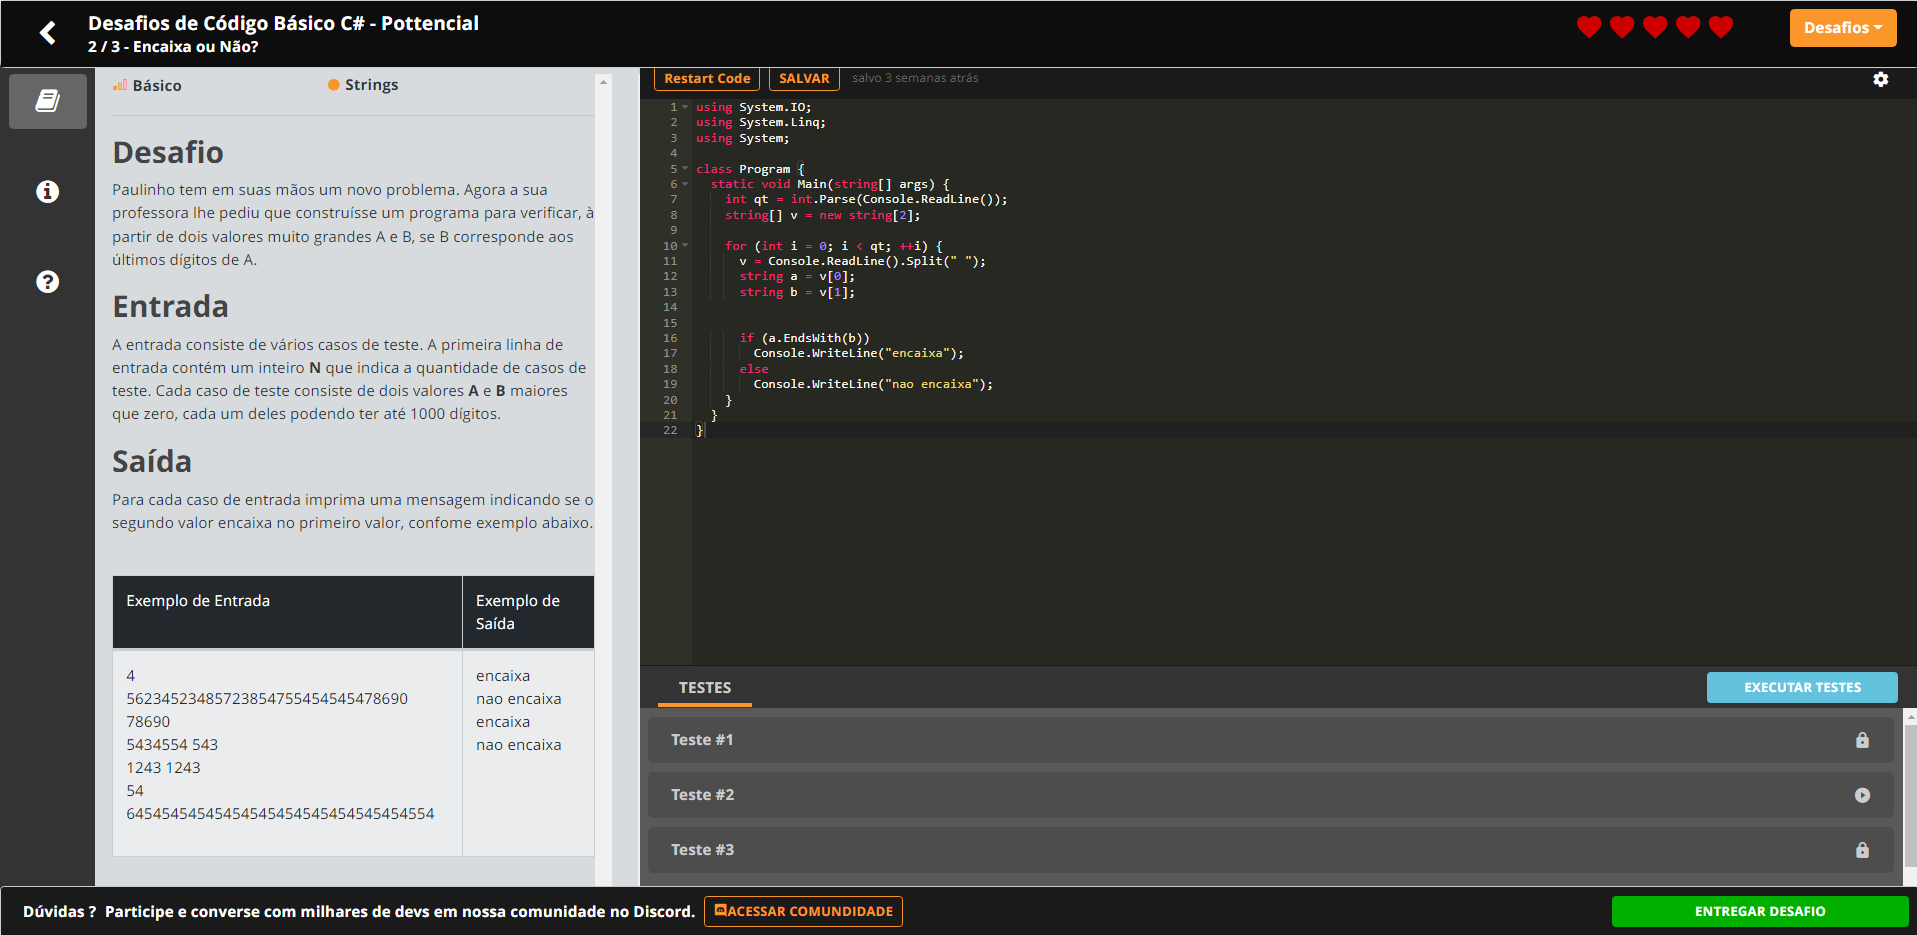 Desafios de Código Básico C# - Pottencial
2 / 3 - Encaixa ou Não?
Desafios
Básico
Strings
Desafio
Paulinho tem em suas mãos um novo problema. Agora a sua
professora lhe pediu que construísse um programa para verificar, à
partir de dois valores muito grandes A e B, se B corresponde aos
últimos dígitos de A.
Entrada
A entrada consiste de vários casos de teste. A primeira linha de
entrada contém um inteiro N que indica a quantidade de casos de
teste. Cada caso de teste consiste de dois valores A e B maiores
que zero, cada um deles podendo ter até 1000 dígitos.
Saída
Para cada caso de entrada imprima uma mensagem indicando se o
segundo valor encaixa no primeiro valor, confome exemplo abaixo.
Exemplo de Entrada
Exemplo de
Saída
4
56234523485723854755454545478690
78690
5434554 543
1243 1243
54
64545454545454545454545454545454554
encaixa
nao encaixa
encaixa
nao encaixa
Restart Code
SALVAR
salvo 3 semanas atrás
1 using System.IO;
2 using System.Linq;
3 using System;
4
5 class Program {
6 static void Main(string[] args) {
7 int qt = int.Parse(Console.ReadLine());
8 string[] v = new string[2];
9
10 for (int i = 0; i < qt; ++i) {
11 v = Console.ReadLine().Split(" ");
12 string a = v[0];
13 string b = v[1];
14
15
16 if (a.EndsWith(b))
17 Console.WriteLine("encaixa");
18 else
19 Console.WriteLine("nao encaixa");
20 }
21 }
22 }
TESTES
EXECUTAR TESTES
Teste #1
Teste #2
Teste #3
Dúvidas ? Participe e converse com milhares de devs em nossa comunidade no Discord.
ACESSAR COMUNDIDADE
ENTREGAR DESAFIO